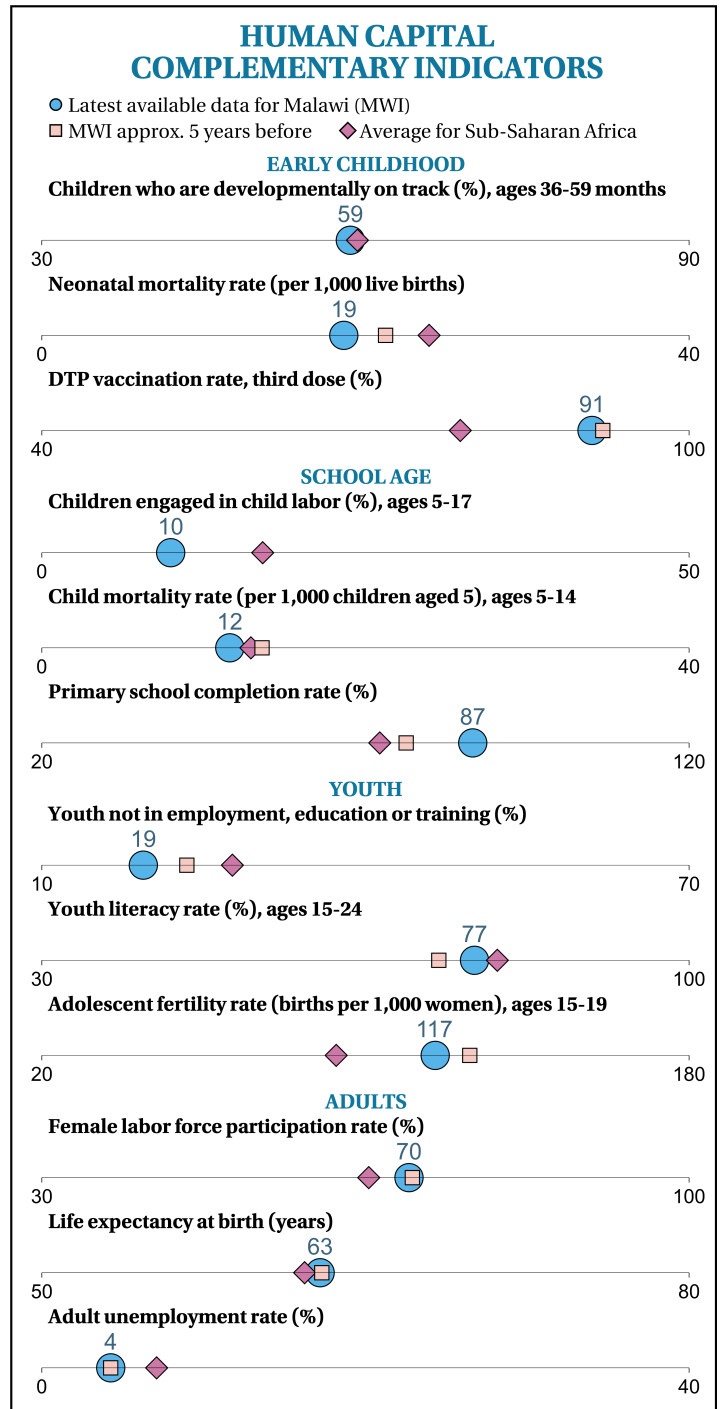 HUMAN CAPITAL
COMPLEMENTARY INDICATORS
Latest available data for Malawi (MWI)
MWI approx. 5 years before Average for Sub-Saharan Africa
EARLY CHILDHOOD
Children who are developmentally on track (%), ages 36-59 months
59
30 90
Neonatal mortality rate (per 1,000 live births)
19
0 40
DTP vaccination rate, third dose (%)
91
40 100
SCHOOL AGE
Children engaged in child labor (%), ages 5-17
10
0 50
Child mortality rate (per 1,000 children aged 5), ages 5-14
12
0 40
Primary school completion rate (%)
87
20 120
YOUTH
Youth not in employment, education or training (%)
19
10 70
Youth literacy rate (%), ages 15-24
77
30 100
Adolescent fertility rate (births per 1,000 women), ages 15-19
117
20 180
ADULTS
Female labor force participation rate (%)
70
30 100
Life expectancy at birth (years)
63
50 80
Adult unemployment rate (%)
4
0 40